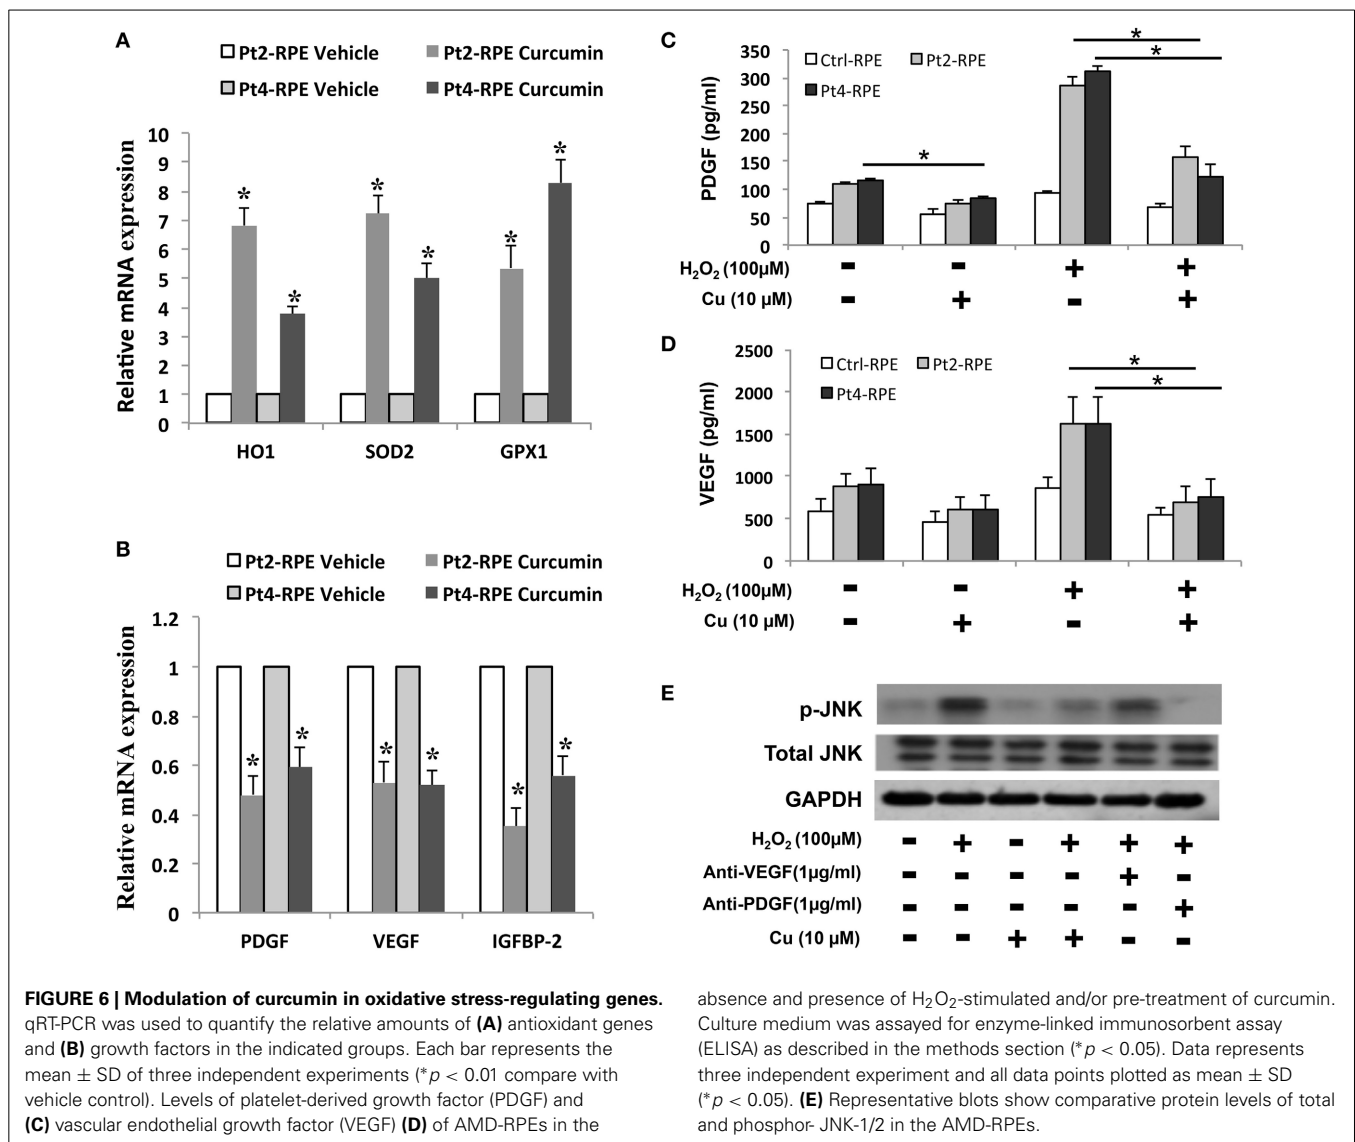 A
Pt2-RPE Vehicle
Pt2-RPE Curcumin
Pt4-RPE Vehicle
Pt4-RPE Curcumin
Relative mRNA expression
10
9
8
7
6
5
4
3
2
1
0
*
*
*
*
*
*
HO1
SOD2
GPX1
B
Pt2-RPE Vehicle
Pt2-RPE Curcumin
Pt4-RPE Vehicle
Pt4-RPE Curcumin
Relative mRNA expression
1.2
1
0.8
0.6
0.4
0.2
0
*
*
*
*
*
*
PDGF
VEGF
IGFBP-2
C
Ctrl-RPE
Pt2-RPE
Pt4-RPE
PDGF (pg/ml)
350
300
250
200
150
100
50
0
*
*
*
H₂O₂ (100µM) - - + +
Cu (10 µM) - + - +
D
Ctrl-RPE
Pt2-RPE
Pt4-RPE
VEGF (pg/ml)
2500
2000
1500
1000
500
0
*
*
H₂O₂ (100µM) - - + +
Cu (10 µM) - + - +
E
p-JNK
Total JNK
GAPDH
H₂O₂ (100µM) - + - + + +
Anti-VEGF(1µg/ml) - - - - + -
Anti-PDGF(1µg/ml) - - - - - +
Cu (10 µM) - - + + - -
FIGURE 6 | Modulation of curcumin in oxidative stress-regulating genes.
qRT-PCR was used to quantify the relative amounts of (A) antioxidant genes
and (B) growth factors in the indicated groups. Each bar represents the
mean ± SD of three independent experiments (*p < 0.01 compare with
vehicle control). Levels of platelet-derived growth factor (PDGF) and
(C) vascular endothelial growth factor (VEGF) (D) of AMD-RPEs in the
absence and presence of H₂O₂-stimulated and/or pre-treatment of curcumin.
Culture medium was assayed for enzyme-linked immunosorbent assay
(ELISA) as described in the methods section (*p < 0.05). Data represents
three independent experiment and all data points plotted as mean ± SD
(*p < 0.05). (E) Representative blots show comparative protein levels of total
and phosphor- JNK-1/2 in the AMD-RPEs.